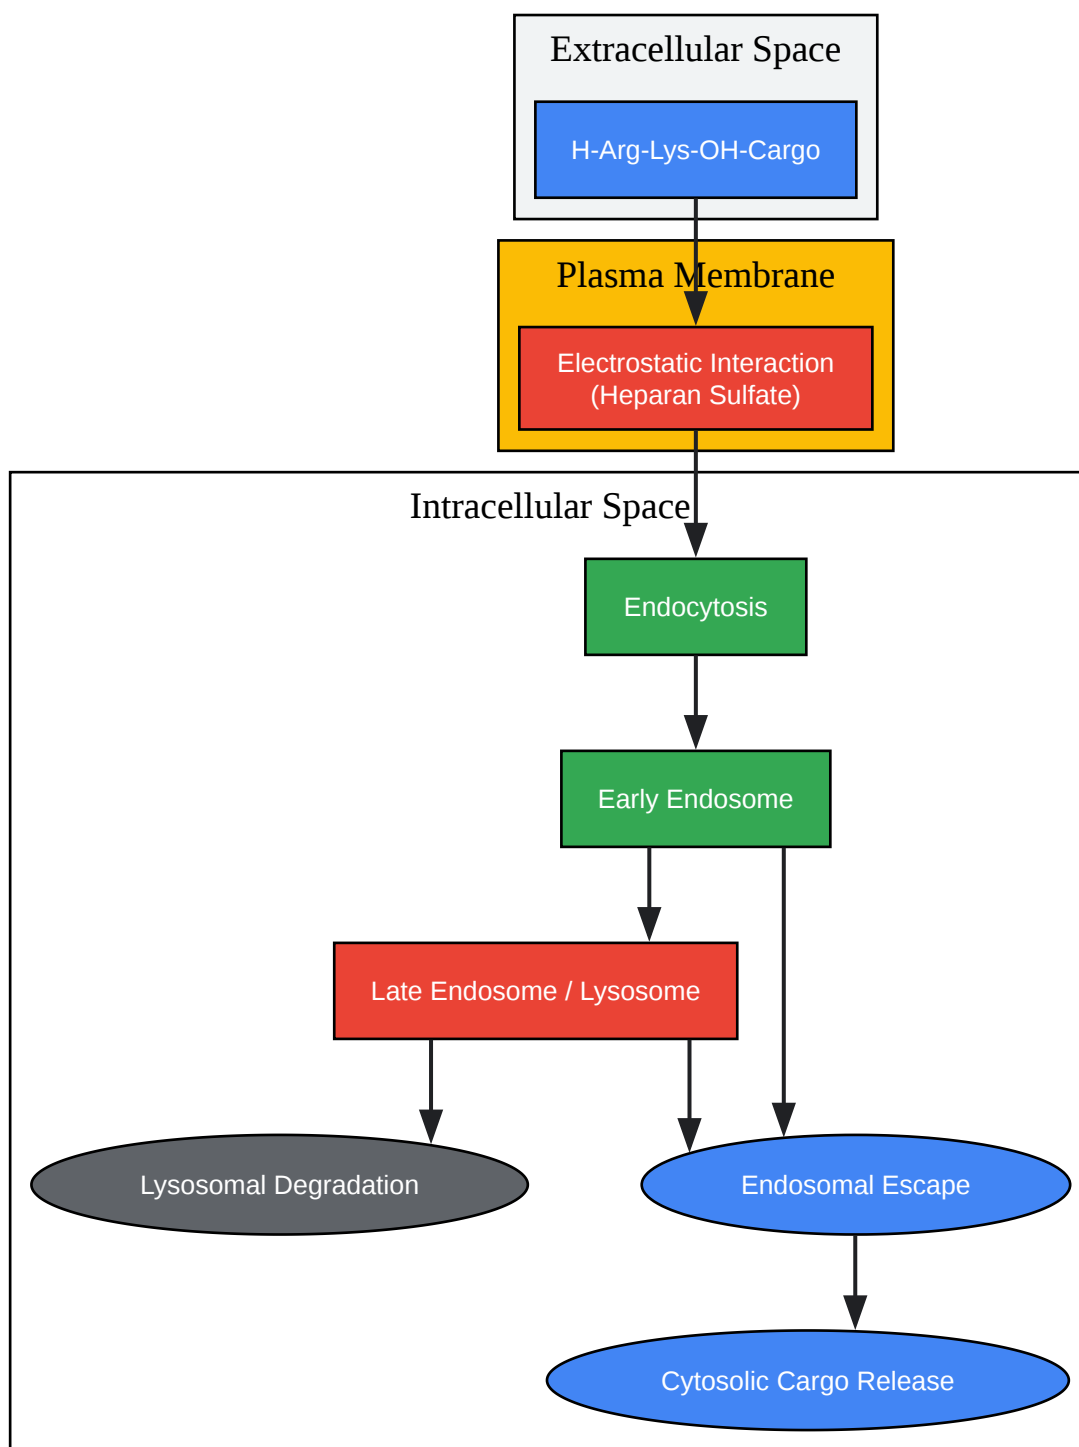 Extracellular Space
H-Arg-Lys-OH-Cargo
Plasma Membrane
Electrostatic Interaction
(Heparan Sulfate)
Intracellular Space
Endocytosis
Early Endosome
Late Endosome / Lysosome
Lysosomal Degradation
Endosomal Escape
Cytosolic Cargo Release